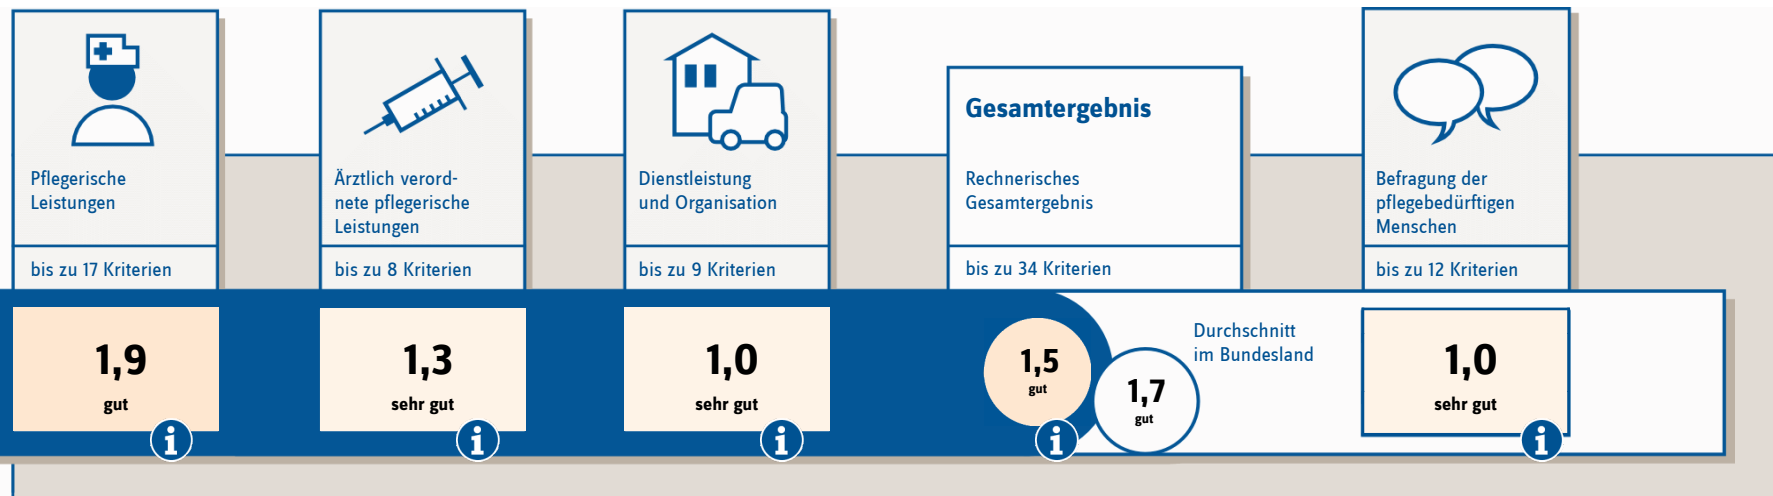 Pflegerische
Leistungen
bis zu 17 Kriterien
1,9
gut
Ärztlich verord-
nete pflegerische
Leistungen
bis zu 8 Kriterien
1,3
sehr gut
Dienstleistung
und Organisation
bis zu 9 Kriterien
1,0
sehr gut
Gesamtergebnis
Rechnerisches
Gesamtergebnis
bis zu 34 Kriterien
1,5
gut
1,7
gut
Durchschnitt
im Bundesland
Befragung der
pflegebedürftigen
Menschen
bis zu 12 Kriterien
1,0
sehr gut